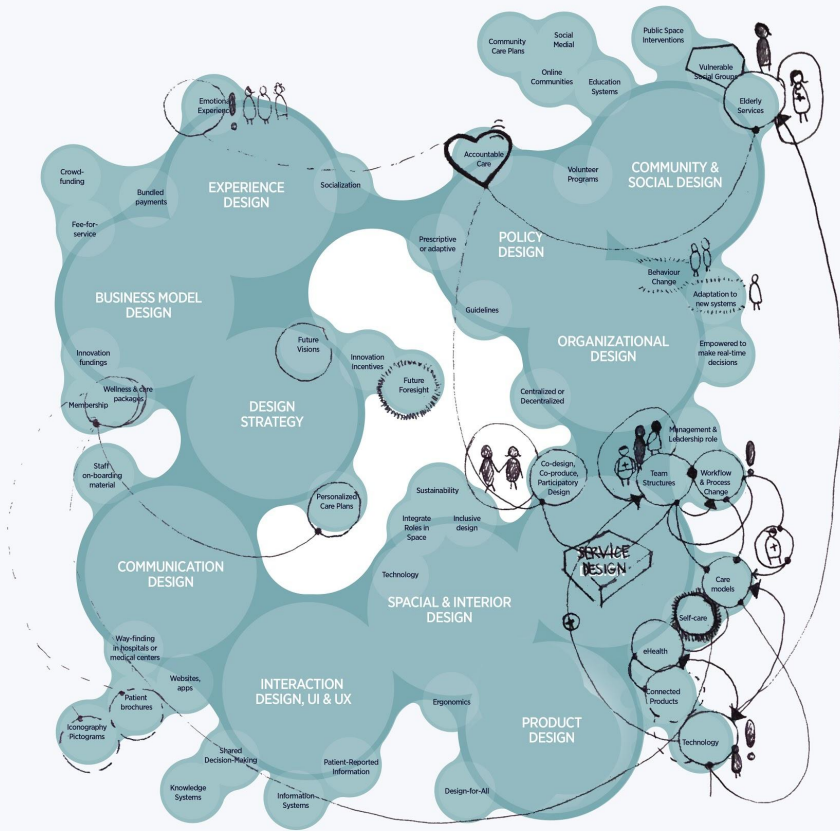 Community
Care Plans
Social
Medial
Online
Communities
Education
Systems
Public Space
Interventions
Vulnerable
Social Groups
Elderly
Services
Emotional
Experience
Crowd-
funding
Bundled
payments
Fee-for-
service
EXPERIENCE
DESIGN
Socialization
Accountable
Care
Volunteer
Programs
COMMUNITY &
SOCIAL DESIGN
Prescriptive
or adaptive
POLICY
DESIGN
Behaviour
Change
Adaptation to
new systems
BUSINESS MODEL
DESIGN
Guidelines
ORGANIZATIONAL
DESIGN
Empowered to
make real-time
decisions
Innovation
fundings
Future
Visions
Innovation
Incentives
Future
Foresight
Wellness & care
packages
Membership
DESIGN
STRATEGY
Centralized or
Decentralized
Management &
Leadership role
Staff
on-boarding
material
Personalized
Care Plans
Sustainability
Co-design,
Co-produce,
Participatory
Design
Team
Structures
Workflow
& Process
Change
Integrate
Roles in
Space
Inclusive
design
SERVICE
DESIGN
COMMUNICATION
DESIGN
Technology
SPACIAL & INTERIOR
DESIGN
Care
models
Self-care
Way-finding
in hospitals or
medical centers
eHealth
Websites,
apps
Patient
brochures
Iconography
Pictograms
INTERACTION
DESIGN, UI & UX
Ergonomics
Connected
Products
PRODUCT
DESIGN
Technology
Shared
Decision-Making
Patient-Reported
Information
Knowledge
Systems
Information
Systems
Design-for-All